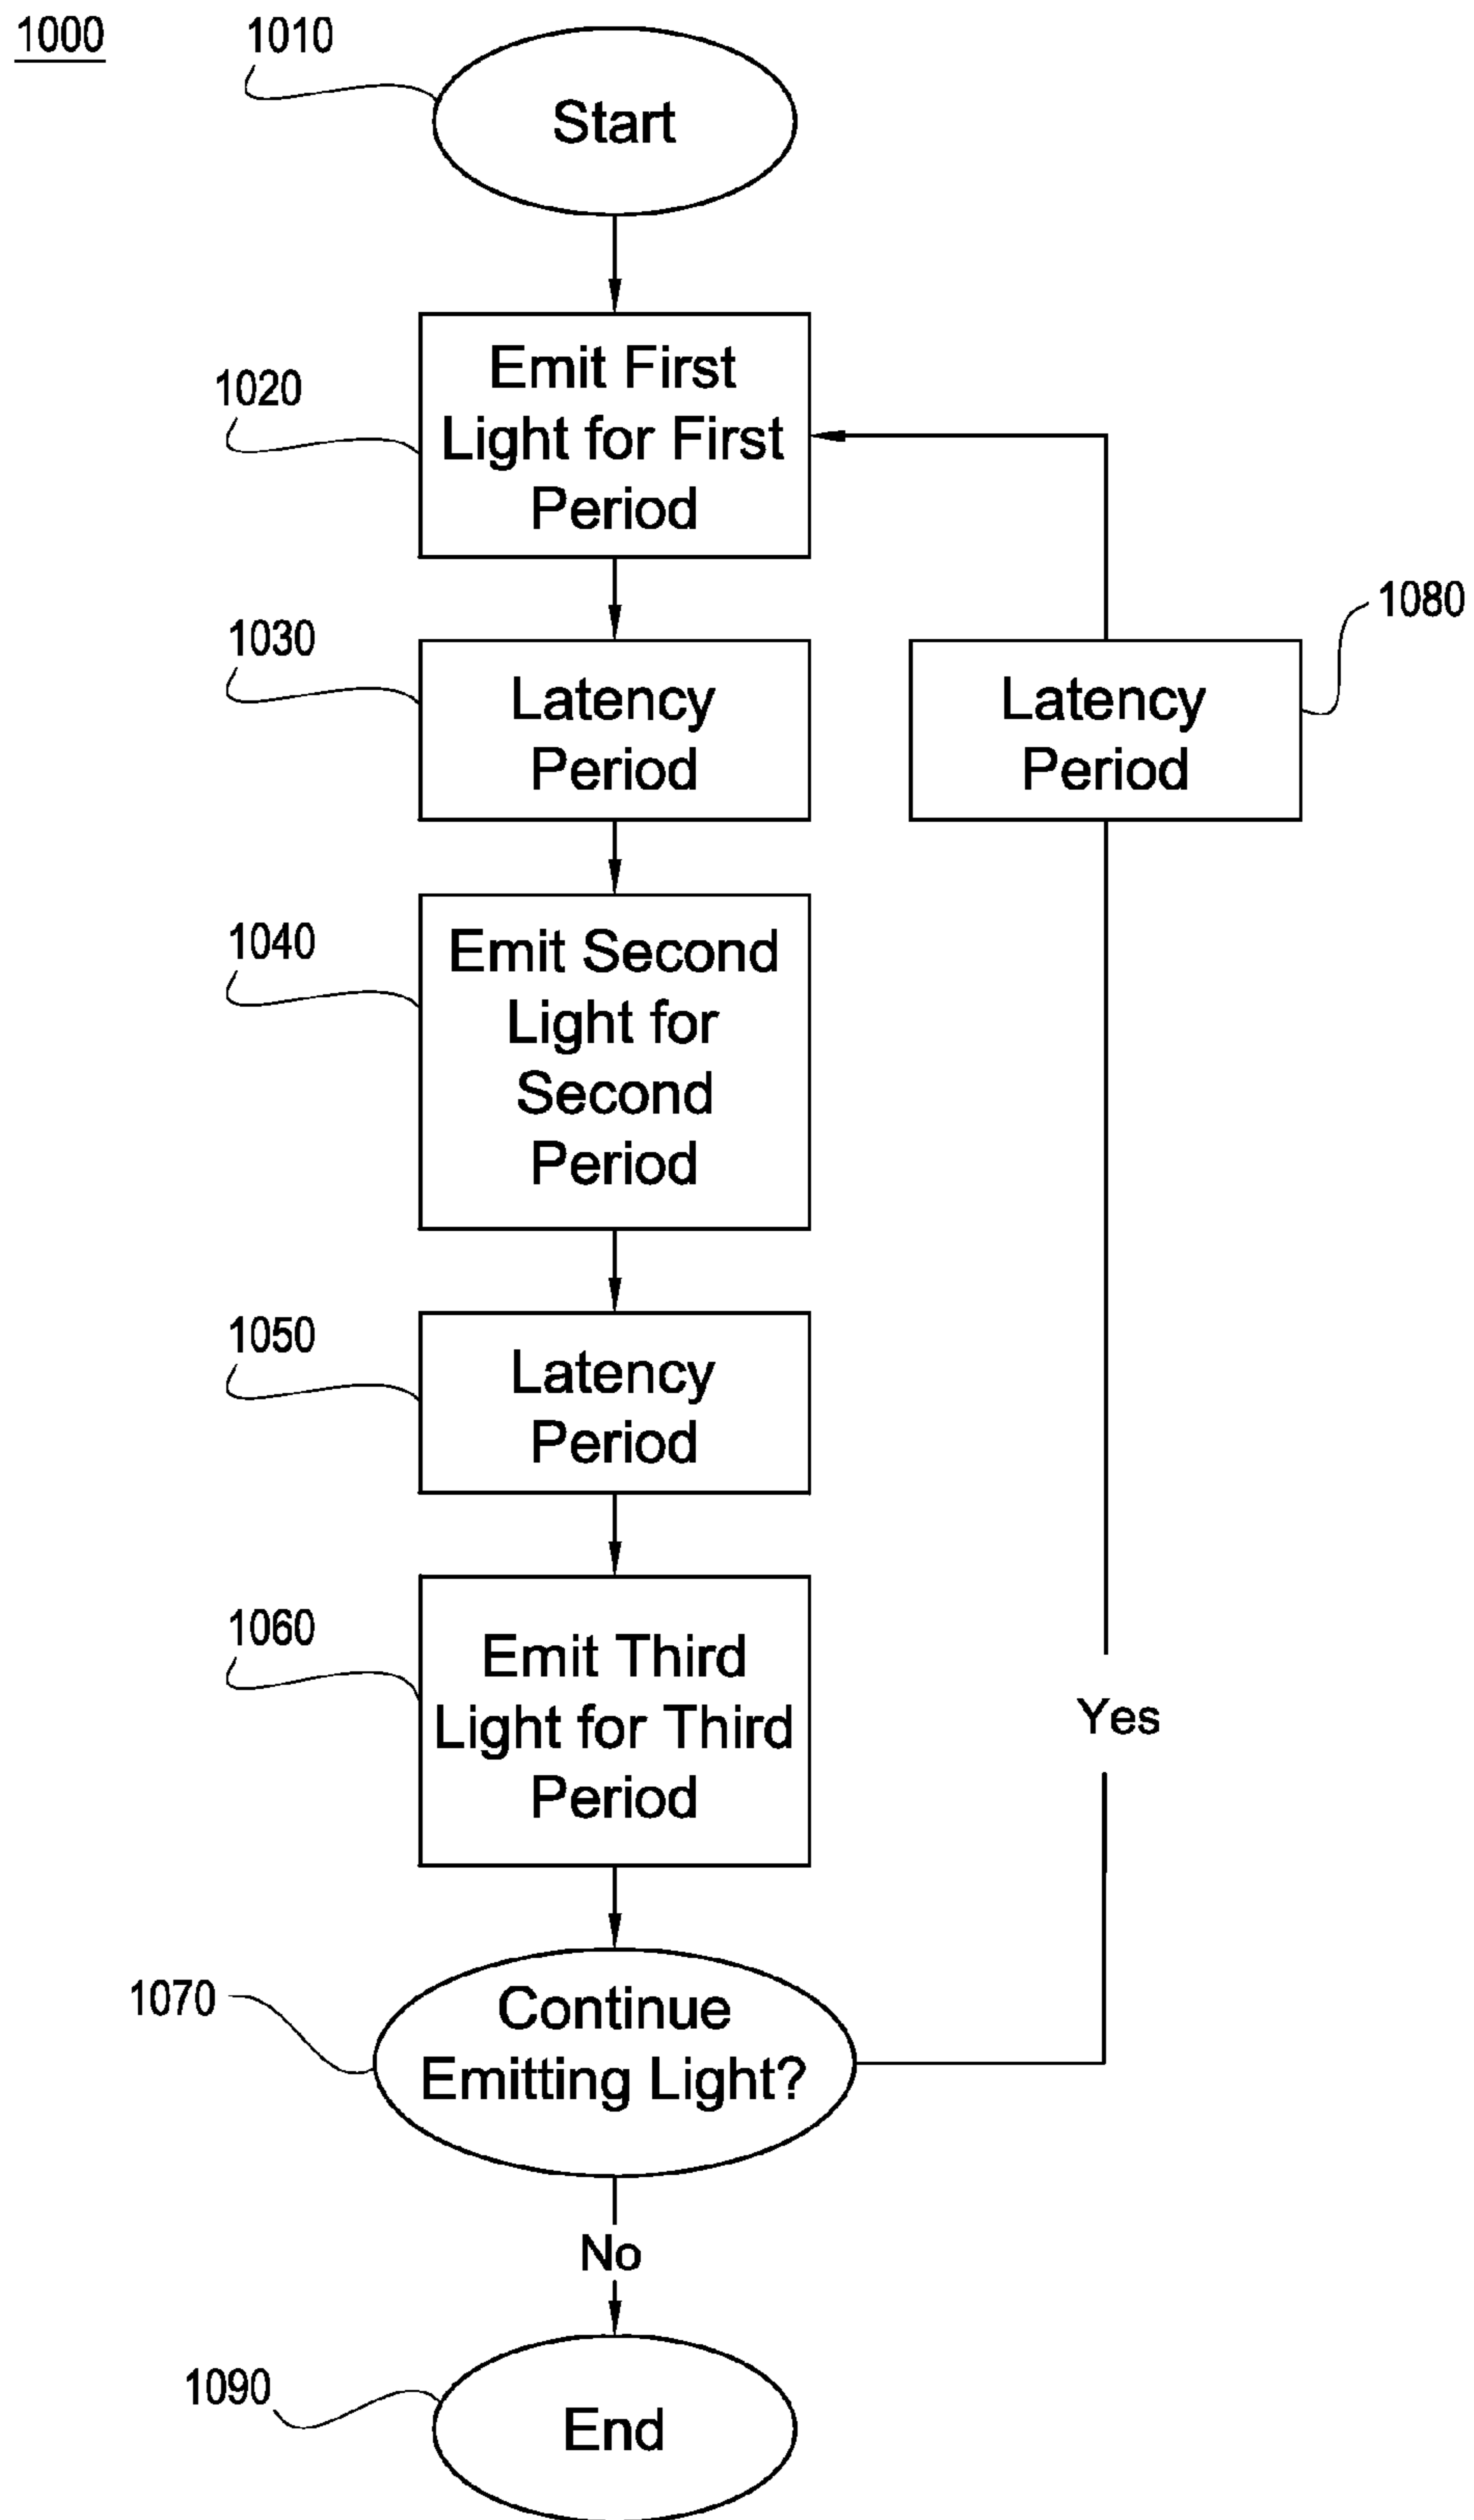 1000
1010
Start
1020
Emit First
Light for First
Period
1030
Latency
Period
1080
Latency
Period
1040
Emit Second
Light for
Second
Period
1050
Latency
Period
1060
Emit Third
Light for Third
Period
Yes
1070
Continue
Emitting Light?
No
1090
End